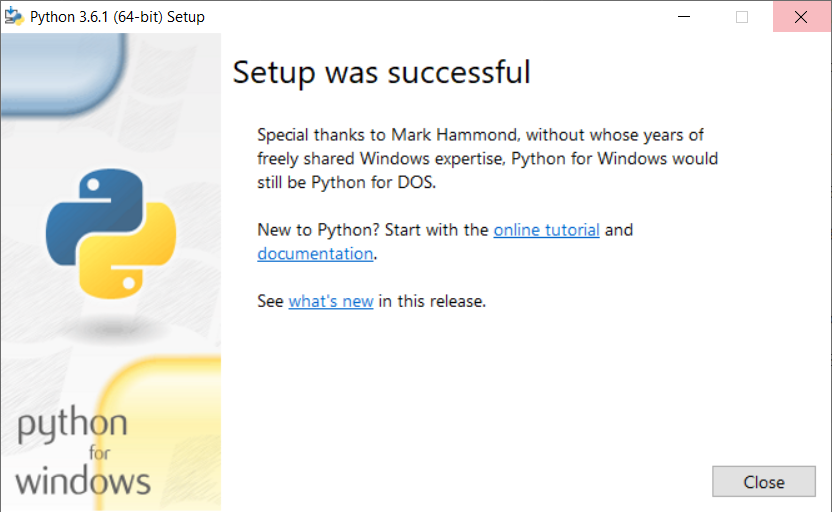 Python 3.6.1 (64-bit) Setup
Setup was successful
Special thanks to Mark Hammond, without whose years of
freely shared Windows expertise, Python for Windows would
still be Python for DOS.
New to Python? Start with the online tutorial and
documentation.
See what's new in this release.
python
for
windows
Close